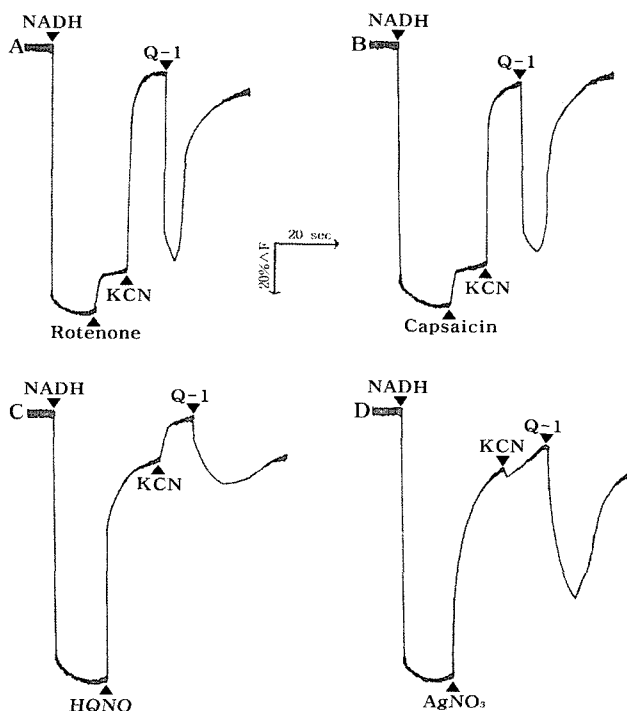 NADH
A
Q-1
KCN
Rotenone
NADH
B
Q-1
KCN
Capsaicin
20 sec
20%△F
NADH
C
Q-1
KCN
HQNO
NADH
D
Q-1
KCN
AgNO₃